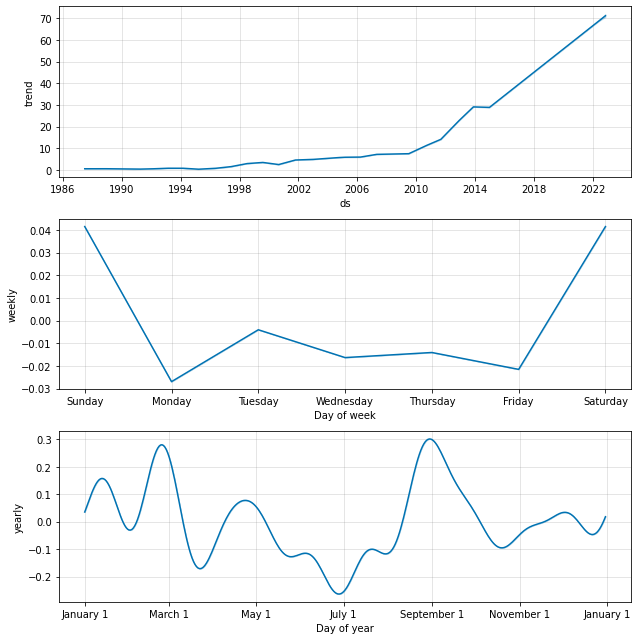 70
60
50
40
30
20
10
0
trend
1986 1990 1994 1998 2002 2006 2010 2014 2018 2022
ds
0.04
0.03
0.02
0.01
0.00
−0.01
−0.02
−0.03
weekly
Sunday Monday Tuesday Wednesday Thursday Friday Saturday
Day of week
0.3
0.2
0.1
0.0
−0.1
−0.2
yearly
January 1 March 1 May 1 July 1 September 1 November 1 January 1
Day of year